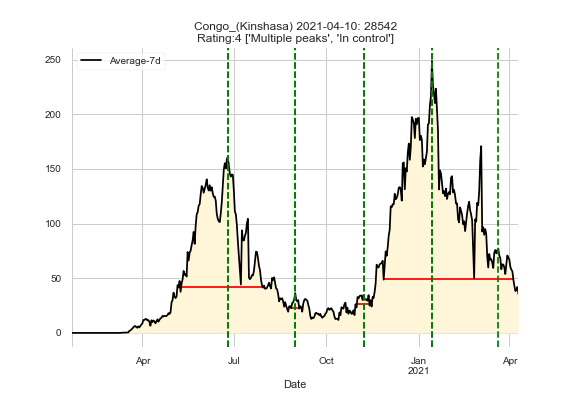 Congo_(Kinshasa) 2021-04-10: 28542
Rating:4 ['Multiple peaks', 'In control']
Average-7d
250
200
150
100
50
0
Apr
Jul
Oct
Jan
2021
Apr
Date